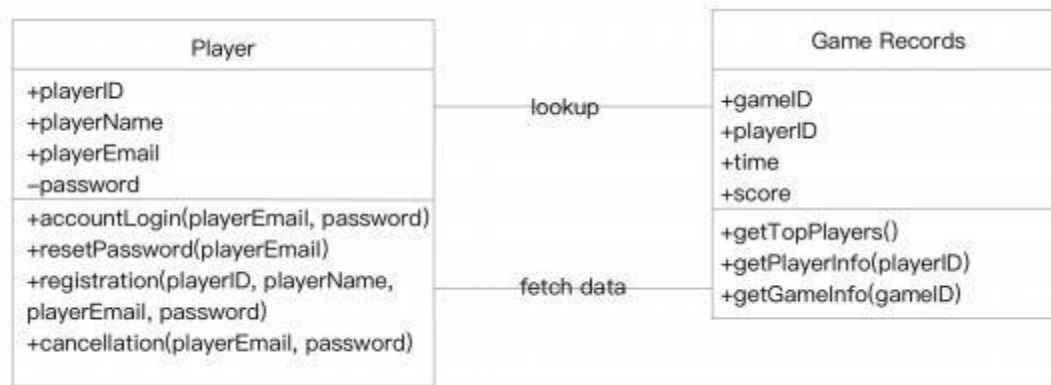 Player
+playerID
+playerName
+playerEmail
–password
+accountLogin(playerEmail, password)
+resetPassword(playerEmail)
+registration(playerID, playerName,
playerEmail, password)
+cancellation(playerEmail, password)
lookup
fetch data
Game Records
+gameID
+playerID
+time
+score
+getTopPlayers()
+getPlayerInfo(playerID)
+getGameInfo(gameID)